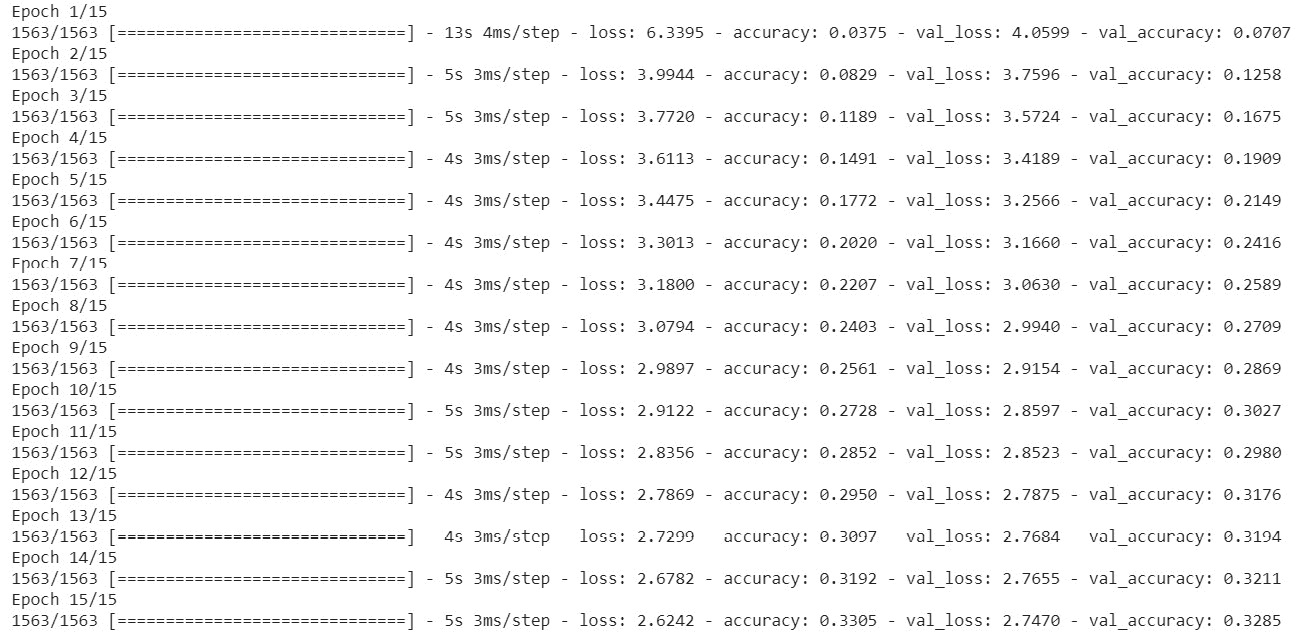 Epoch 1/15
1563/1563 [==============================] - 13s 4ms/step - loss: 6.3395 - accuracy: 0.0375 - val_loss: 4.0599 - val_accuracy: 0.0707
Epoch 2/15
1563/1563 [==============================] - 5s 3ms/step - loss: 3.9944 - accuracy: 0.0829 - val_loss: 3.7596 - val_accuracy: 0.1258
Epoch 3/15
1563/1563 [==============================] - 5s 3ms/step - loss: 3.7720 - accuracy: 0.1189 - val_loss: 3.5724 - val_accuracy: 0.1675
Epoch 4/15
1563/1563 [==============================] - 4s 3ms/step - loss: 3.6113 - accuracy: 0.1491 - val_loss: 3.4189 - val_accuracy: 0.1909
Epoch 5/15
1563/1563 [==============================] - 4s 3ms/step - loss: 3.4475 - accuracy: 0.1772 - val_loss: 3.2566 - val_accuracy: 0.2149
Epoch 6/15
1563/1563 [==============================] - 4s 3ms/step - loss: 3.3013 - accuracy: 0.2020 - val_loss: 3.1660 - val_accuracy: 0.2416
Epoch 7/15
1563/1563 [==============================] - 4s 3ms/step - loss: 3.1800 - accuracy: 0.2207 - val_loss: 3.0630 - val_accuracy: 0.2589
Epoch 8/15
1563/1563 [==============================] - 4s 3ms/step - loss: 3.0794 - accuracy: 0.2403 - val_loss: 2.9940 - val_accuracy: 0.2709
Epoch 9/15
1563/1563 [==============================] - 4s 3ms/step - loss: 2.9897 - accuracy: 0.2561 - val_loss: 2.9154 - val_accuracy: 0.2869
Epoch 10/15
1563/1563 [==============================] - 5s 3ms/step - loss: 2.9122 - accuracy: 0.2728 - val_loss: 2.8597 - val_accuracy: 0.3027
Epoch 11/15
1563/1563 [==============================] - 5s 3ms/step - loss: 2.8356 - accuracy: 0.2852 - val_loss: 2.8523 - val_accuracy: 0.2980
Epoch 12/15
1563/1563 [==============================] - 4s 3ms/step - loss: 2.7869 - accuracy: 0.2950 - val_loss: 2.7875 - val_accuracy: 0.3176
Epoch 13/15
1563/1563 [==============================]   4s 3ms/step   loss: 2.7299   accuracy: 0.3097   val_loss: 2.7684   val_accuracy: 0.3194
Epoch 14/15
1563/1563 [==============================] - 5s 3ms/step - loss: 2.6782 - accuracy: 0.3192 - val_loss: 2.7655 - val_accuracy: 0.3211
Epoch 15/15
1563/1563 [==============================] - 5s 3ms/step - loss: 2.6242 - accuracy: 0.3305 - val_loss: 2.7470 - val_accuracy: 0.3285